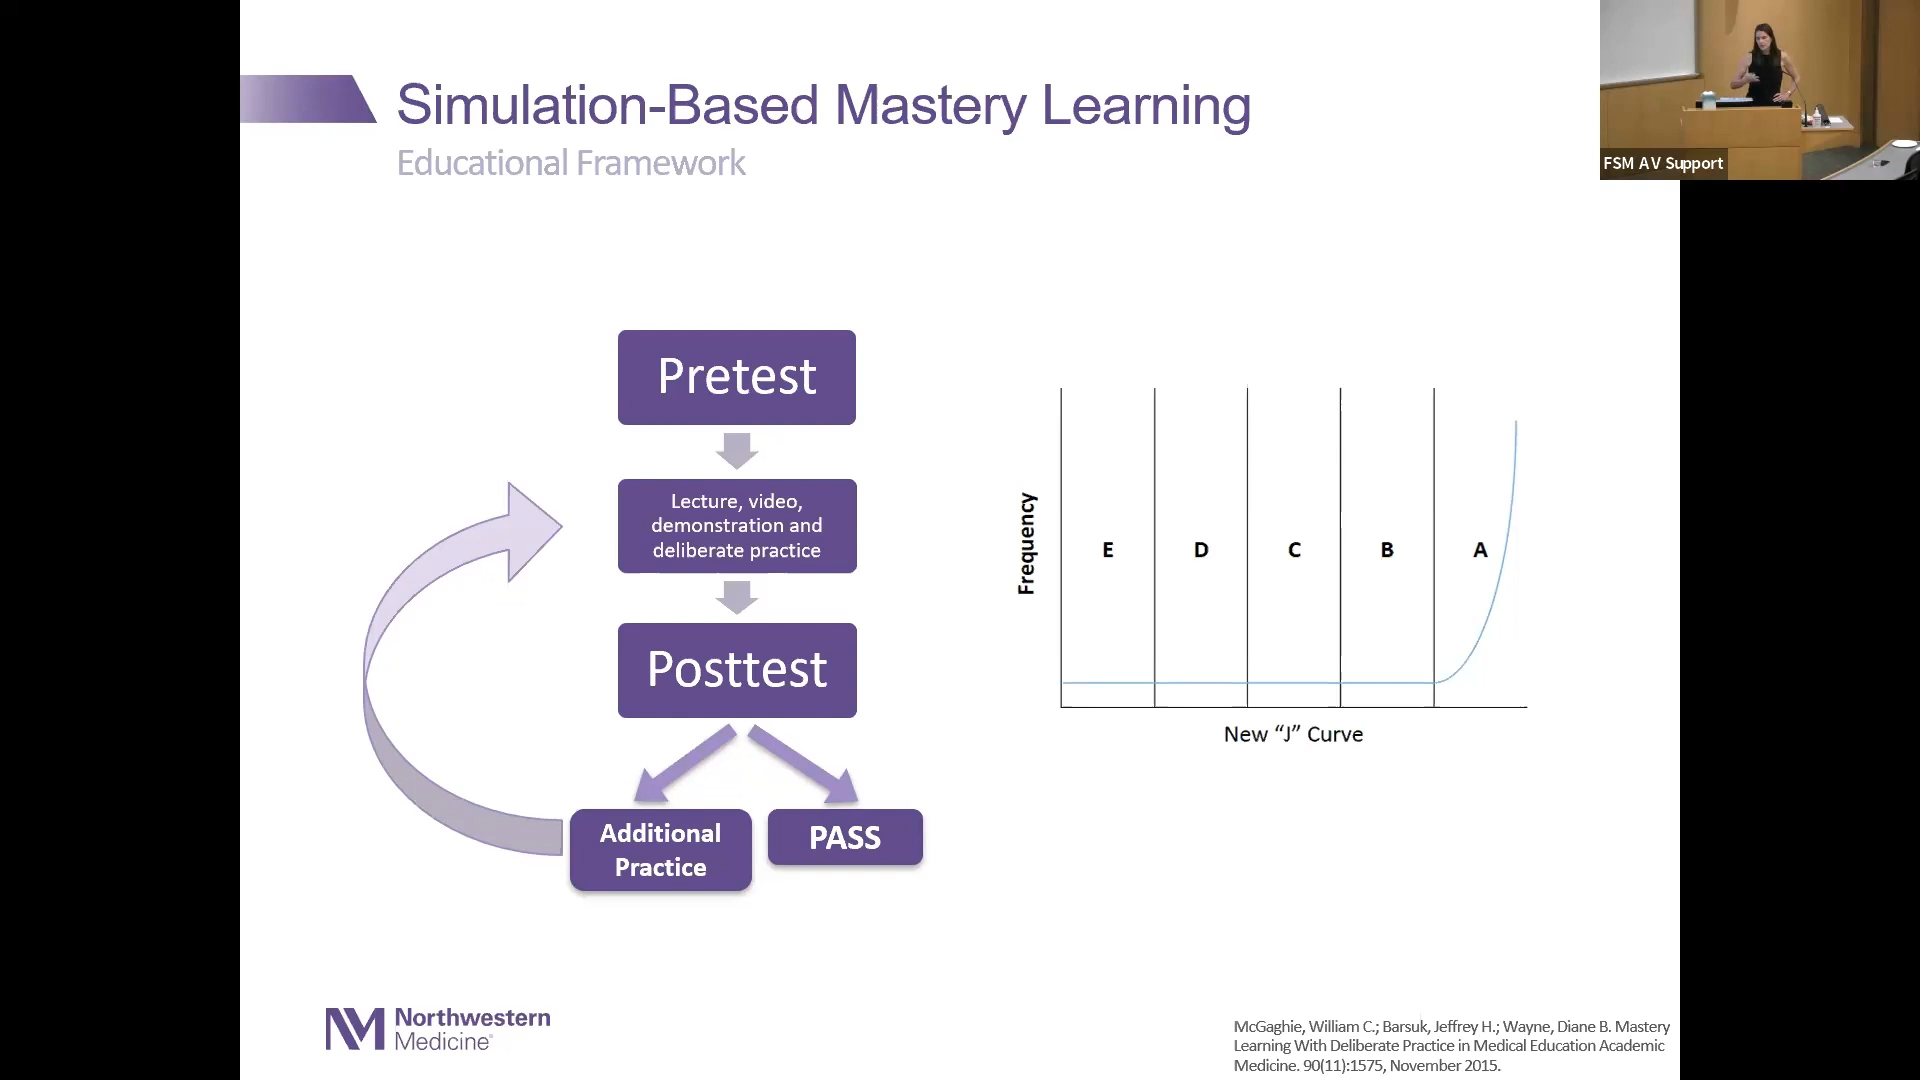 Simulation-Based Mastery Learning
Educational Framework
FSM AV Support
Pretest
Lecture, video,
demonstration and
deliberate practice
Posttest
Additional
Practice
PASS
Frequency
E
D
C
B
A
New “J” Curve
Northwestern
Medicine®
McGaghie, William C.; Barsuk, Jeffrey H.; Wayne, Diane B. Mastery
Learning With Deliberate Practice in Medical Education Academic
Medicine. 90(11):1575, November 2015.